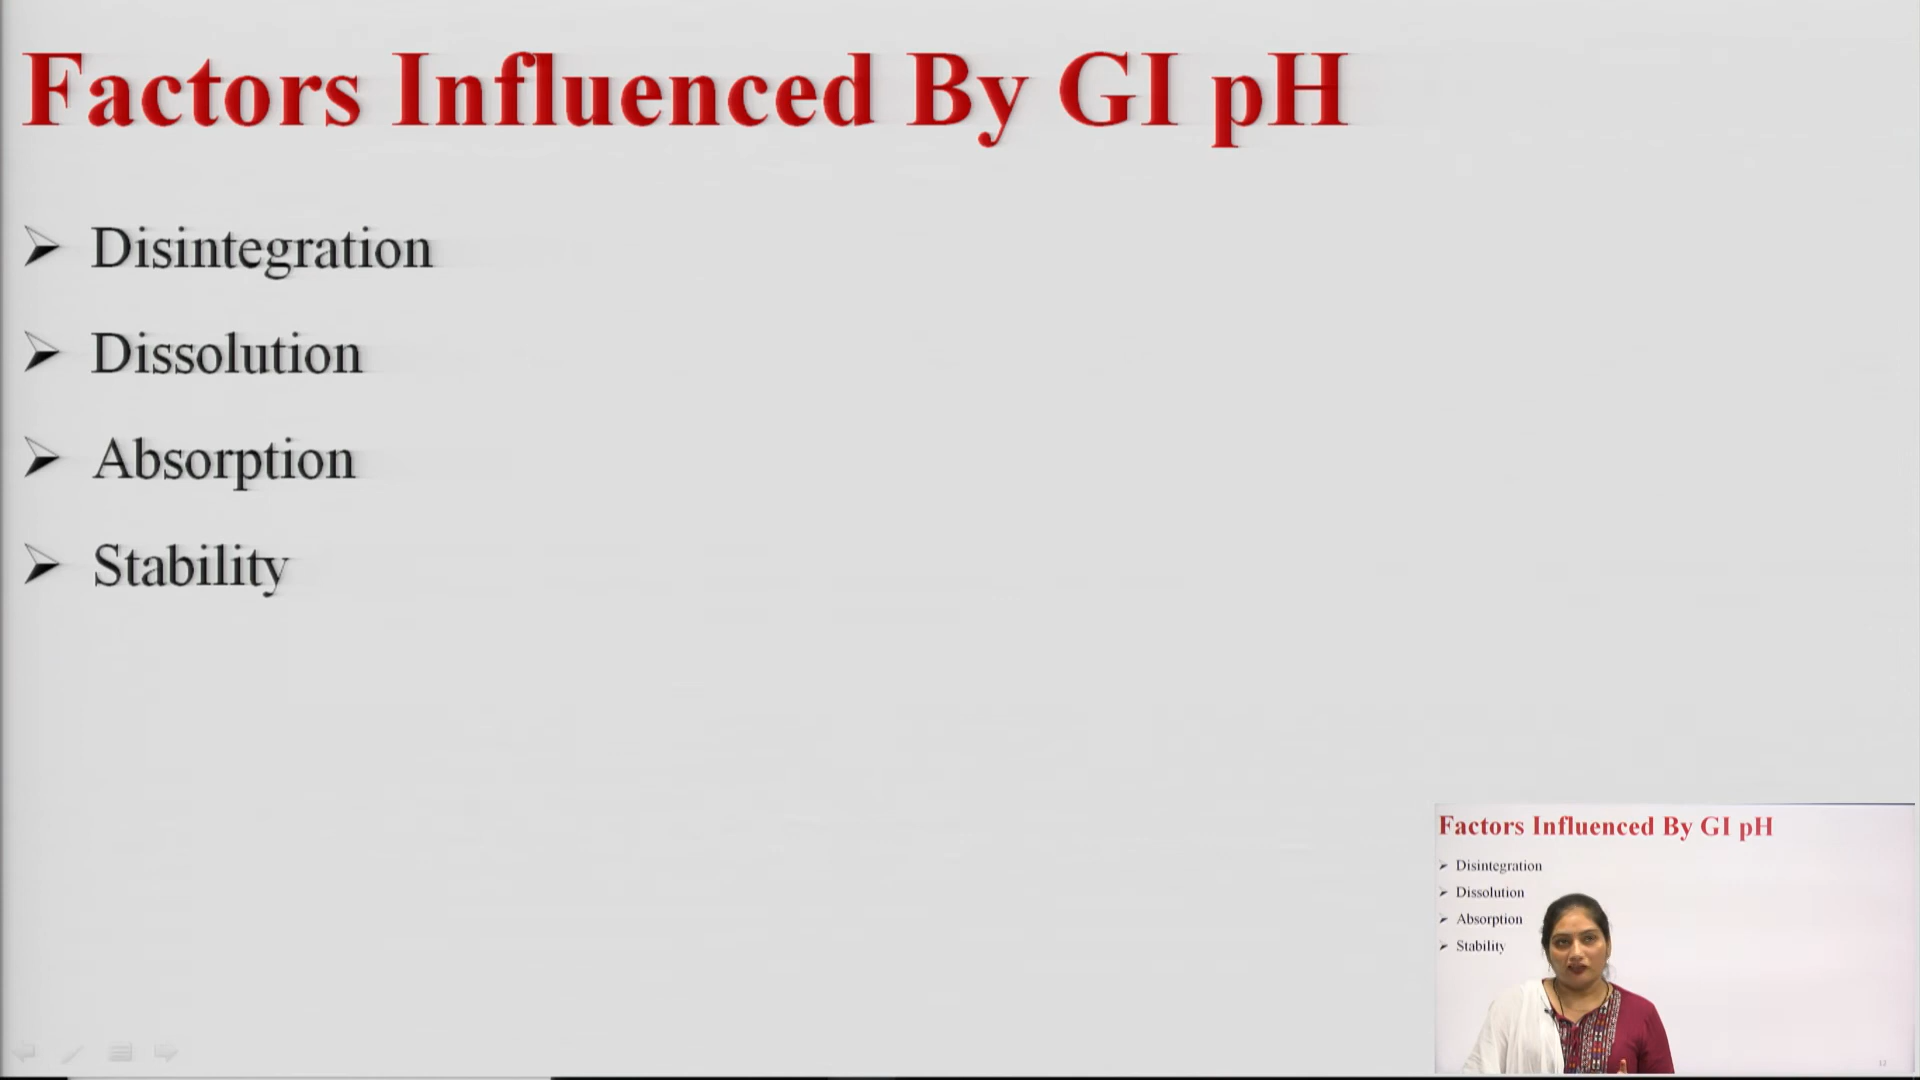 Factors Influenced By GI pH
Disintegration
Dissolution
Absorption
Stability
Factors Influenced By GI pH
Disintegration
Dissolution
Absorption
Stability